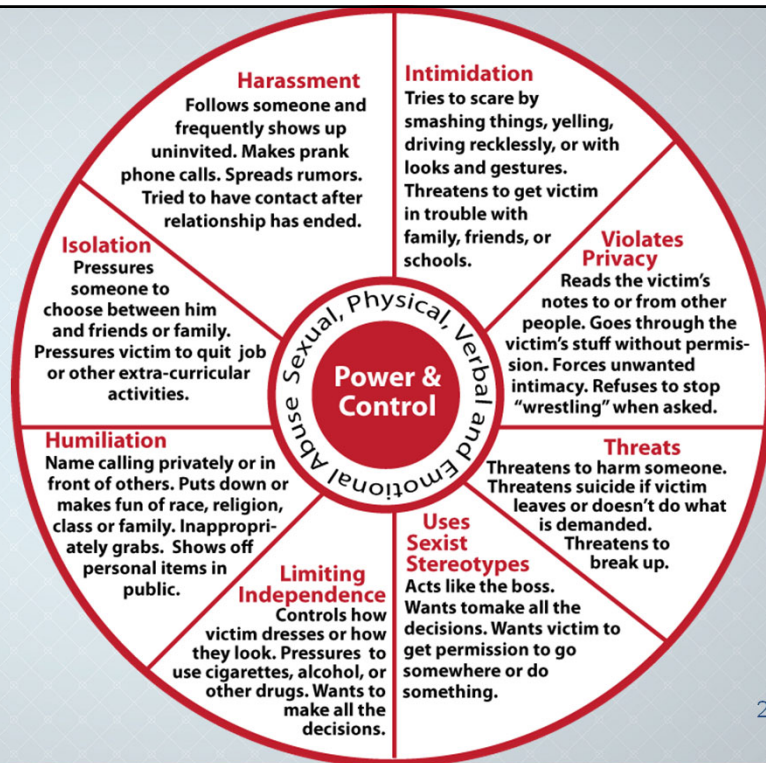 Harassment
Follows someone and
frequently shows up
uninvited. Makes prank
phone calls. Spreads rumors.
Tried to have contact after
relationship has ended.
Intimidation
Tries to scare by
smashing things, yelling,
driving recklessly, or with
looks and gestures.
Threatens to get victim
in trouble with
family, friends, or
schools.
Violates
Privacy
Reads the victim's
notes to or from other
people. Goes through the
victim's stuff without permis-
sion. Forces unwanted
intimacy. Refuses to stop
"wrestling" when asked.
Threats
Threatens to harm someone.
Threatens suicide if victim
leaves or doesn't do what
is demanded.
Threatens to
break up.
Uses
Sexist
Stereotypes
Acts like the boss.
Wants tomake all the
decisions. Wants victim to
get permission to go
somewhere or do
something.
Limiting
Independence
Controls how
victim dresses or how
they look. Pressures to
use cigarettes, alcohol, or
other drugs. Wants to
make all the
decisions.
Humiliation
Name calling privately or in
front of others. Puts down or
makes fun of race, religion,
class or family. Inappropri-
ately grabs. Shows off
personal items in
public.
Isolation
Pressures
someone to
choose between him
and friends or family.
Pressures victim to quit job
or other extra-curricular
activities.
Sexual, Physical, Verbal and Emotional Abuse
Power &
Control
2